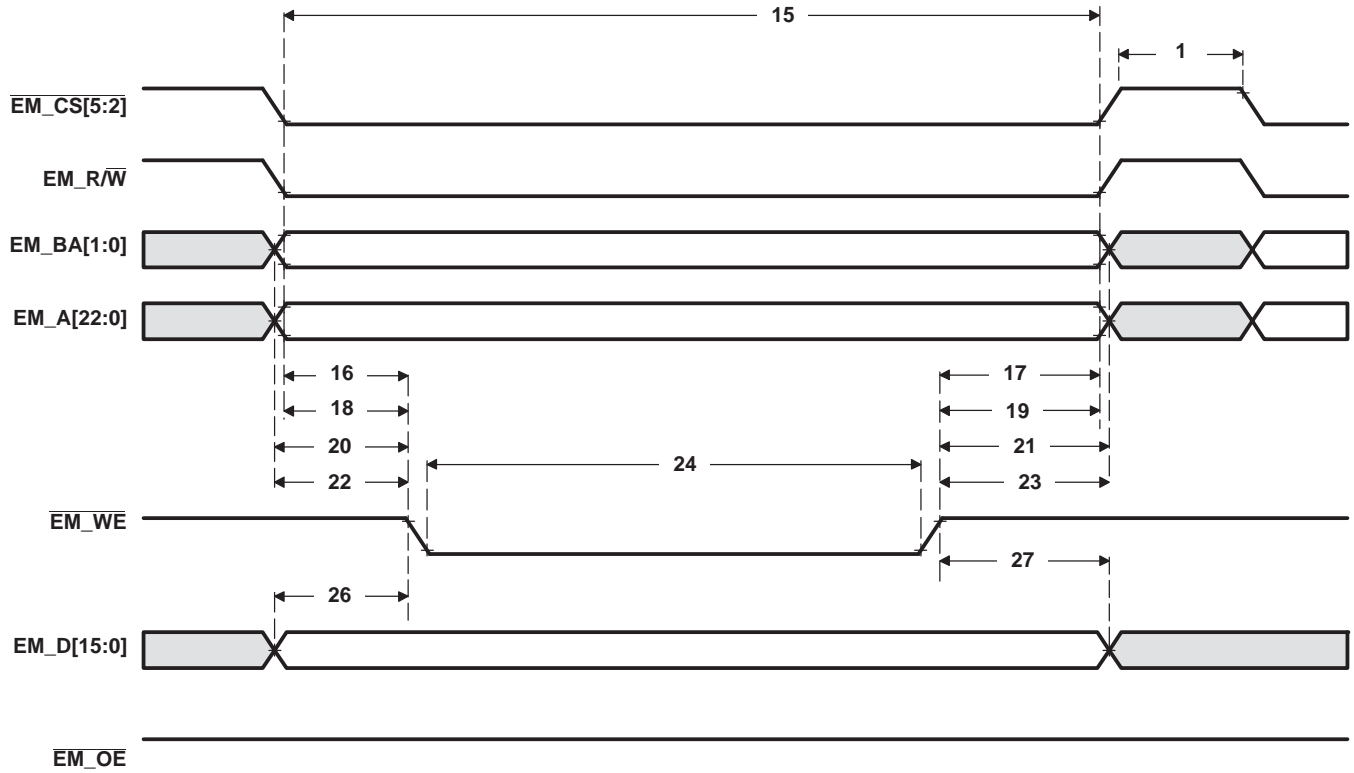 15
1
EM_CS[5:2]
EM_R/W
EM_BA[1:0]
EM_A[22:0]
16 17
18 19
20 21
24
22 23
EM_WE
27
26
EM_D[15:0]
EM_OE